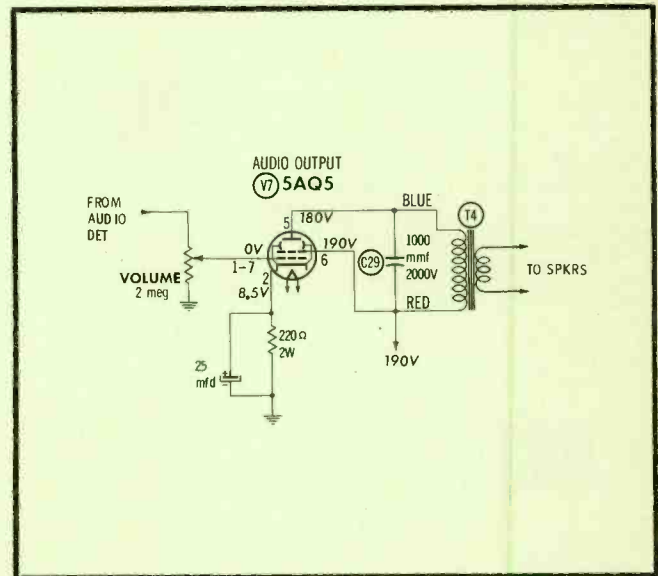 AUDIO OUTPUT
V7 5AQ5
FROM
AUDIO
DET
VOLUME
2 meg
0V
1-7
2
8.5V
5
180V
190V
6
BLUE
C29
1000
mmf
2000V
RED
190V
T4
TO SPKRS
220Ω
2W
25
mfd